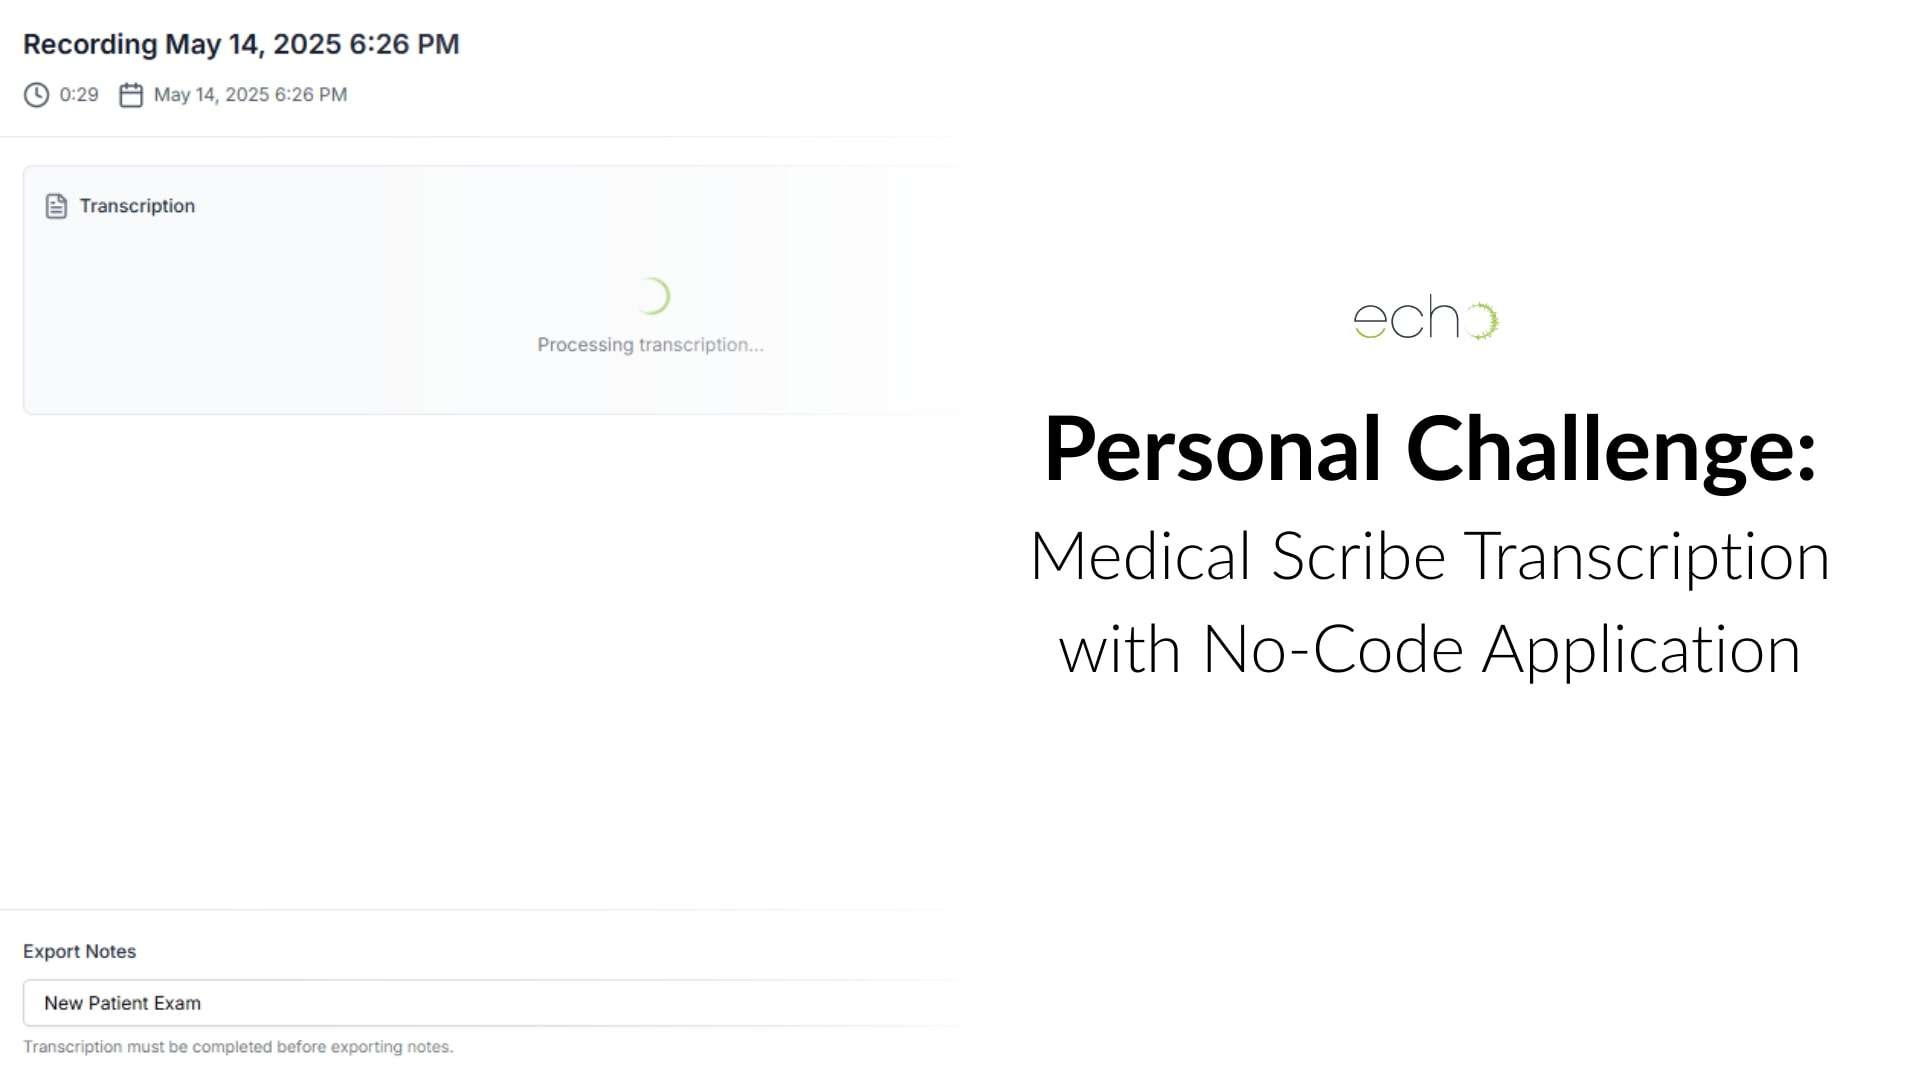 Recording May 14, 2025 6:26 PM
0:29 May 14, 2025 6:26 PM
Transcription
Processing transcription...
Export Notes
New Patient Exam
Transcription must be completed before exporting notes.
echo
Personal Challenge:
Medical Scribe Transcription
with No-Code Application